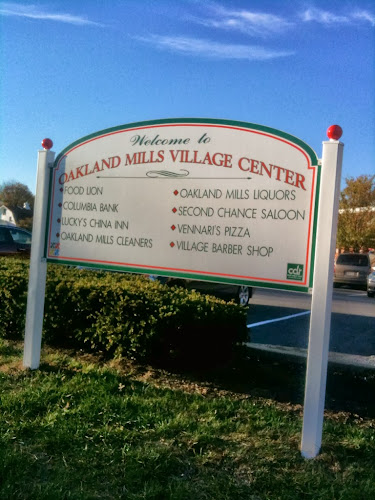 Welcome to
OAKLAND MILLS VILLAGE CENTER
FOOD LION
COLUMBIA BANK
LUCKY'S CHINA INN
OAKLAND MILLS CLEANERS
OAKLAND MILLS LIQUORS
SECOND CHANCE SALOON
VENNARI'S PIZZA
VILLAGE BARBER SHOP
cdr